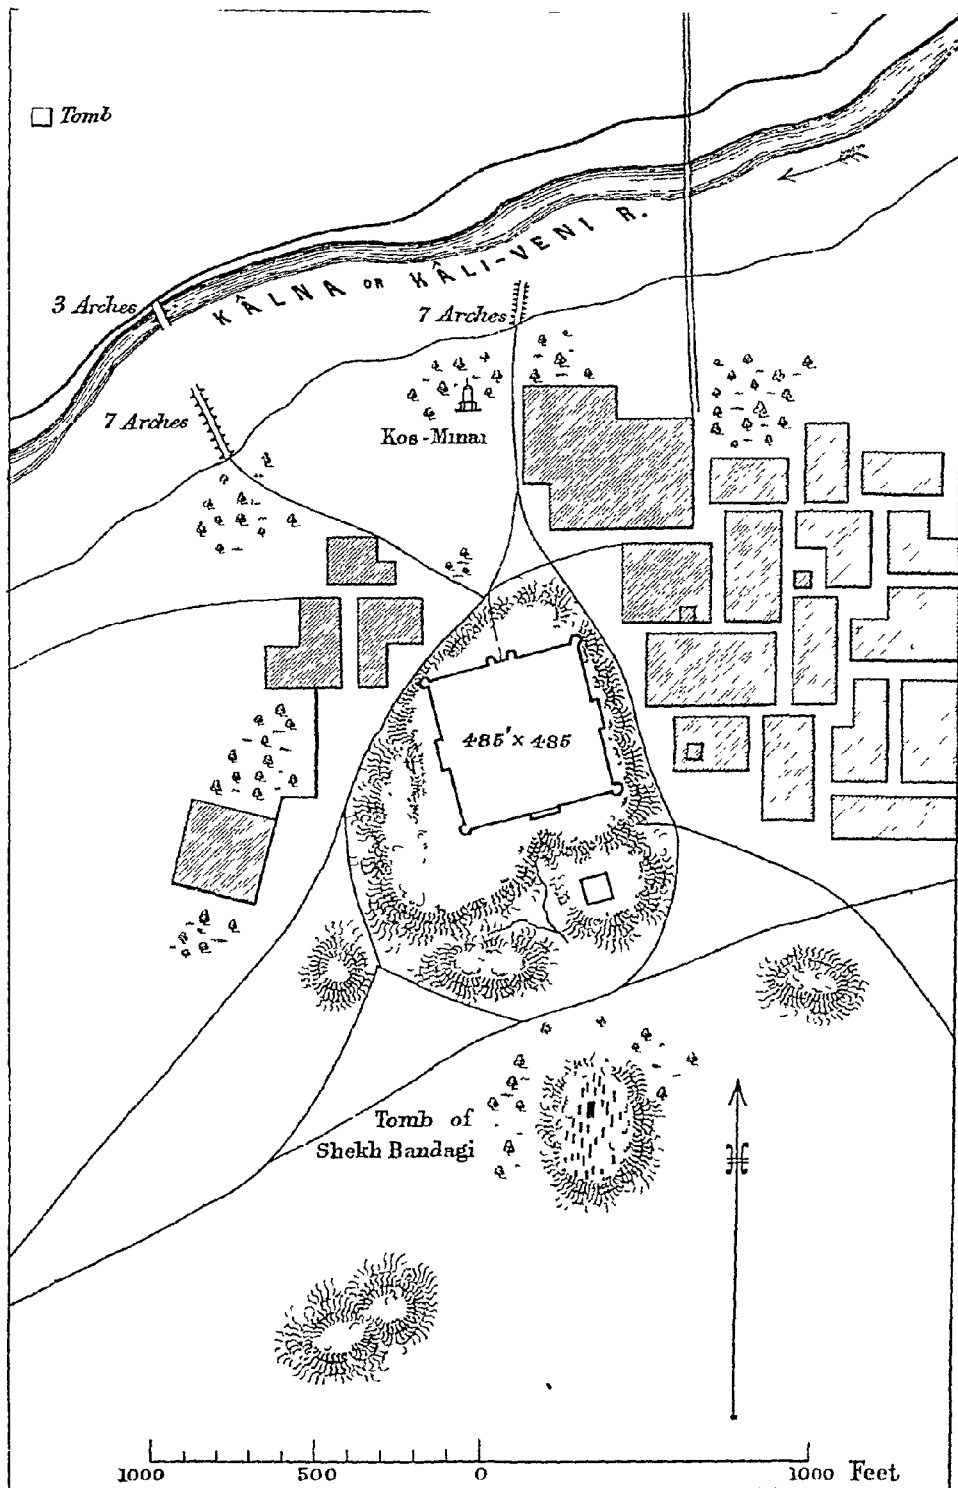 Tomb
KÂLNA OR KÂLI-VENI R.
3 Arches
7 Arches
7 Arches
Kos-Minar
485' × 485
Tomb of
Shekh Bandagi
1000 500 0 1000 Feet